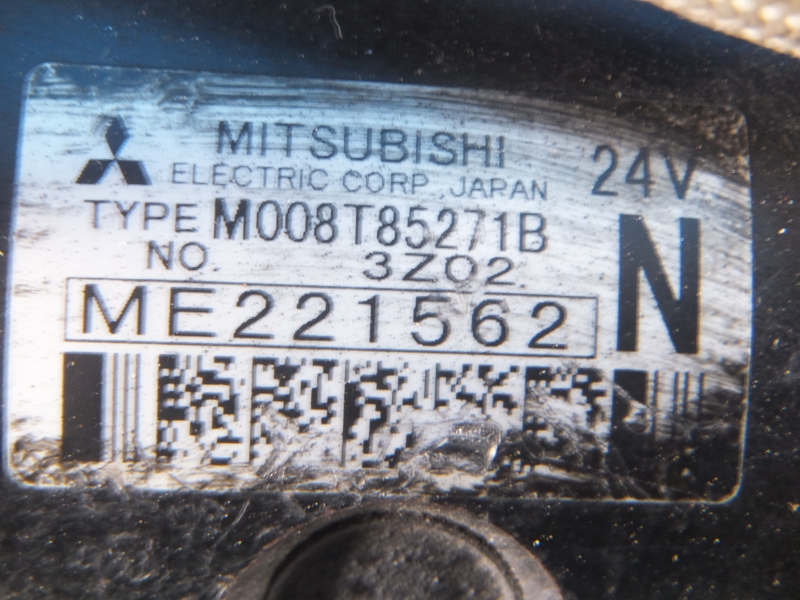 MITSUBISHI 24V
ELECTRIC CORP. JAPAN
TYPE M008T85271B
NO 3Z02
ME221562
N